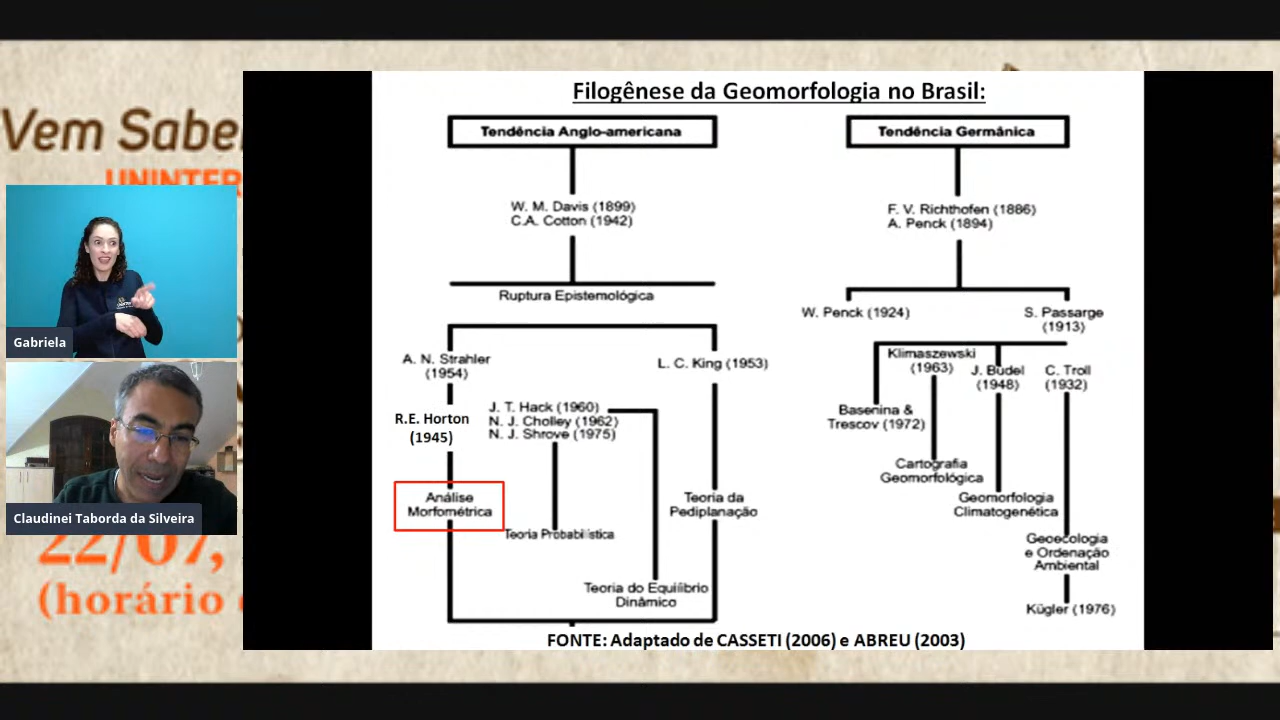 Vem Sabe
UNINTER
Gabriela
Claudinei Taborda da Silveira
22/07,
(horário
Filogênese da Geomorfologia no Brasil:
Tendência Anglo-americana
W. M. Davis (1899)
C.A. Cotton (1942)
Ruptura Epistemológica
A. N. Strahler
(1954)
L. C. King (1953)
R.E. Horton
(1945)
J. T. Hack (1960)
N. J. Cholley (1962)
N. J. Shrove (1975)
Análise
Morfométrica
Teoria da
Pediplanação
Teoria Probabilística
Teoria do Equilíbrio
Dinâmico
Tendência Germânica
F. V. Richthofen (1886)
A. Penck (1894)
W. Penck (1924)
S. Passarge
(1913)
Klimaszewski
(1963)
J. Büdel
(1948)
C. Troll
(1932)
Basenina &
Trescov (1972)
Cartografia
Geomorfológica
Geomorfologia
Climatogenética
Geoecologia
e Ordenação
Ambiental
Kügler (1976)
FONTE: Adaptado de CASSETI (2006) e ABREU (2003)